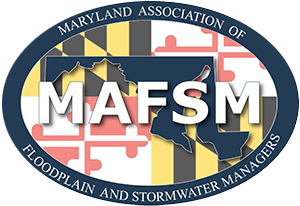 MARYLAND ASSOCIATION OF
MAFSM
FLOODPLAIN AND STORMWATER MANAGERS